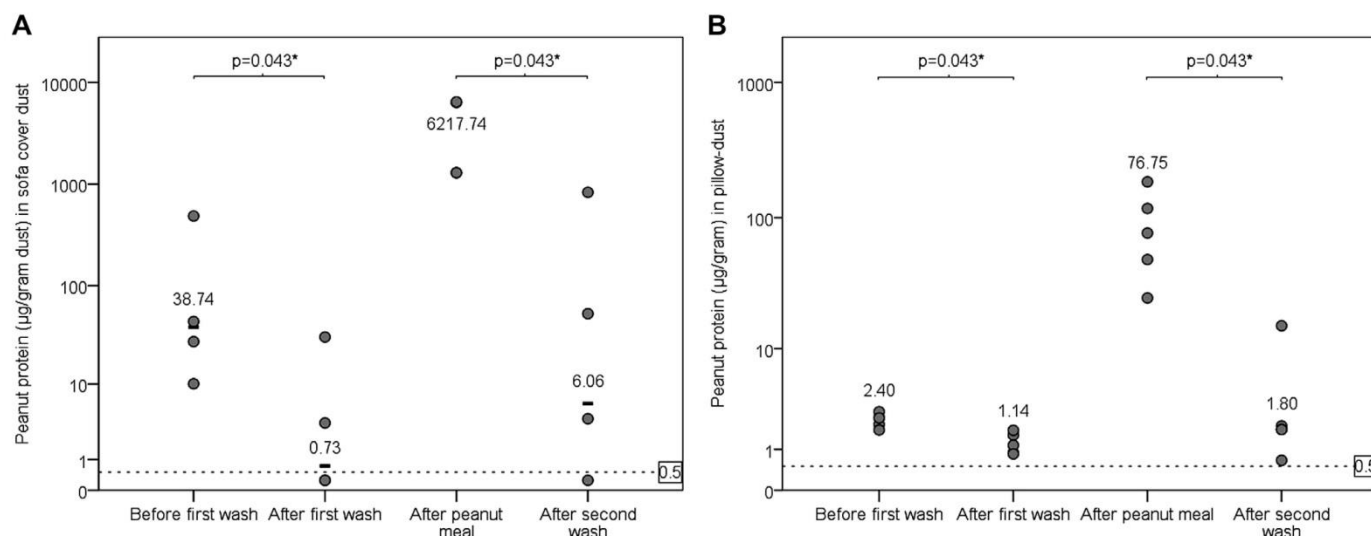 A
p=0.043*
p=0.043*
Peanut protein (µg/gram dust) in sofa cover dust
10000
1000
100
10
1
0
38.74
0.73
6217.74
6.06
0.5
Before first wash
After first wash
After peanut
meal
After second
wash
B
p=0.043*
p=0.043*
Peanut protein (µg/gram) in pillow-dust
1000
100
10
1
0
2.40
1.14
76.75
1.80
0.5
Before first wash
After first wash
After peanut meal
After second
wash